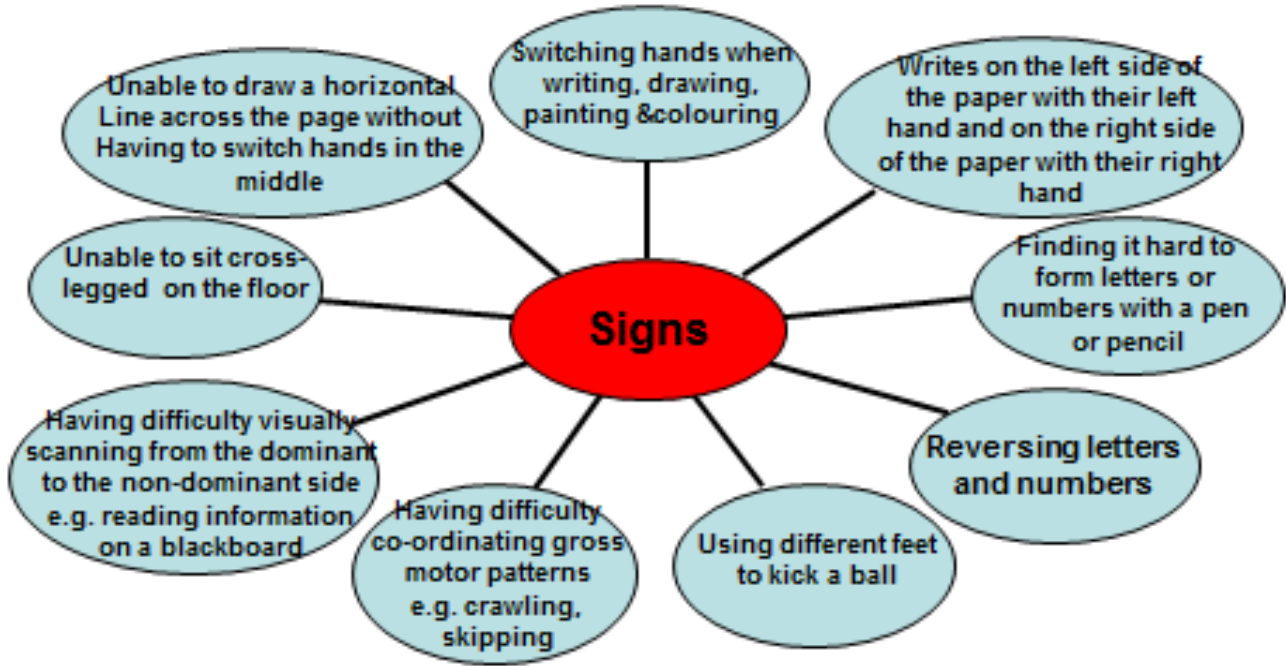 Switching hands when
writing, drawing,
painting &colouring
Writes on the left side of
the paper with their left
hand and on the right side
of the paper with their right
hand
Finding it hard to
form letters or
numbers with a pen
or pencil
Reversing letters
and numbers
Using different feet
to kick a ball
Having difficulty
co-ordinating gross
motor patterns
e.g. crawling,
skipping
Having difficulty visually
scanning from the dominant
to the non-dominant side
e.g. reading information
on a blackboard
Unable to sit cross-
legged on the floor
Unable to draw a horizontal
Line across the page without
Having to switch hands in the
middle
Signs